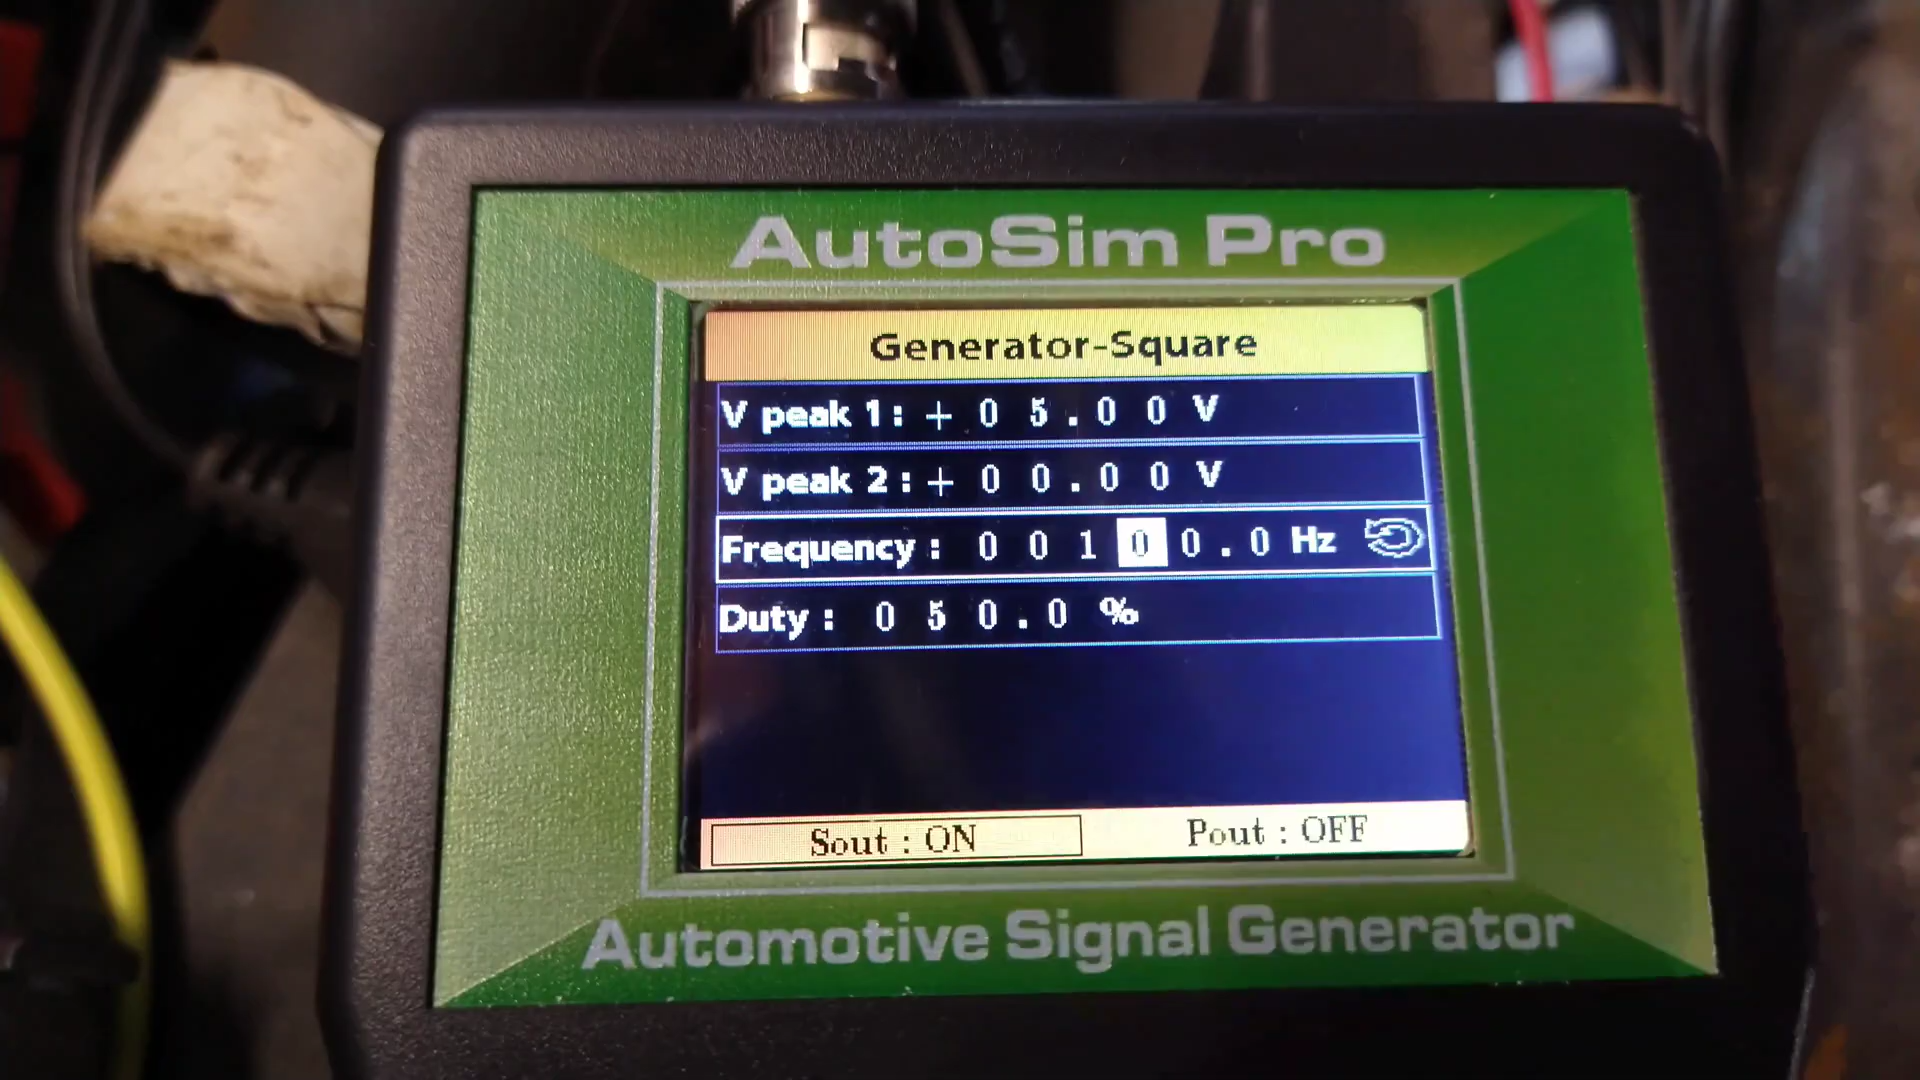 AutoSim Pro
Generator-Square
V peak 1: + 0 5 . 0 0 V
V peak 2: + 0 0 . 0 0 V
Frequency : 0 0 1 0 0 . 0 Hz
Duty : 0 5 0 . 0 %
Sout : ON Pout : OFF
Automotive Signal Generator